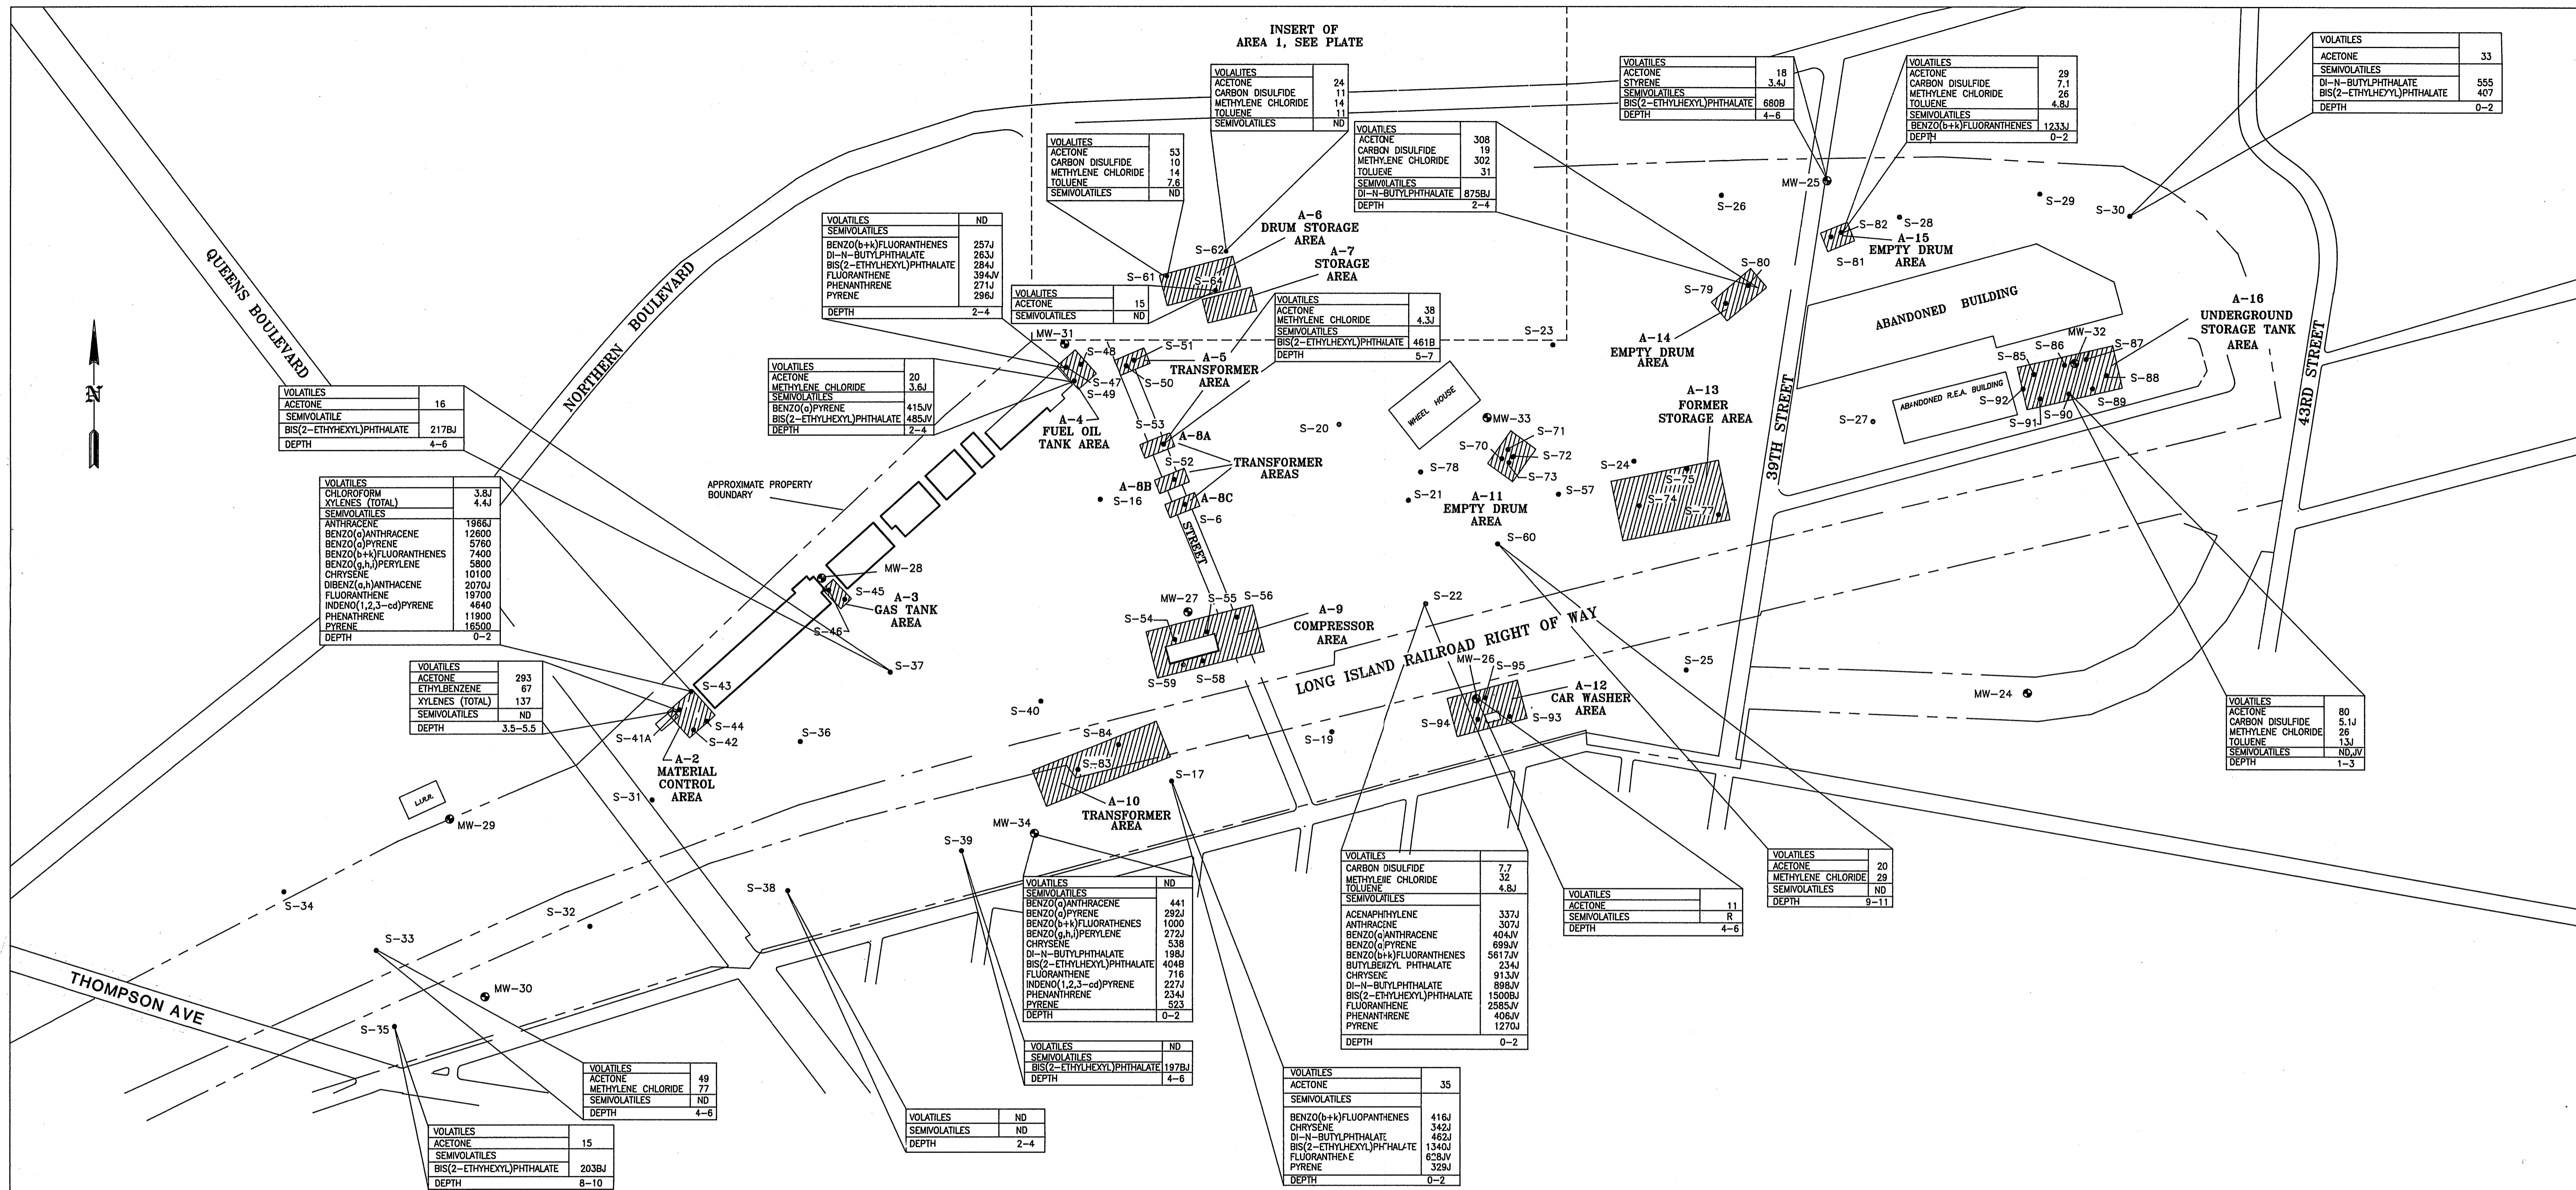 INSERT OF
AREA 1, SEE PLATE
QUEENS BOULEVARD
NORTHERN BOULEVARD
THOMPSON AVE
39TH STREET
43RD STREET
STREET
N
APPROXIMATE PROPERTY
BOUNDARY
LONG ISLAND RAILROAD RIGHT OF WAY
VOLALITES
ACETONE 24
CARBON DISULFIDE 11
METHYLENE CHLORIDE 14
TOLUENE 11
SEMIVOLATILES ND
VOLALITES
ACETONE 53
CARBON DISULFIDE 10
METHYLENE CHLORIDE 14
TOLUENE 7.6
SEMIVOLATILES ND
VOLATILES
ACETONE 308
CARBON DISULFIDE 19
METHYLENE CHLORIDE 302
TOLUENE 31
SEMIVOLATILES
DI-N-BUTYLPHTHALATE 875BJ
DEPTH 2-4
VOLATILES
ACETONE 18
STYRENE 3.4J
SEMIVOLATILES
BIS(2-ETHYLHEXYL)PHTHALATE 680B
DEPTH 4-6
VOLATILES
ACETONE 29
CARBON DISULFIDE 7.1
METHYLENE CHLORIDE 26
TOLUENE 4.8J
SEMIVOLATILES
BENZO(b+k)FLUORANTHENES 1233J
DEPTH 0-2
VOLATILES
ACETONE 33
SEMIVOLATILES
DI-N-BUTYLPHTHALATE 555
BIS(2-ETHYLHEXYL)PHTHALATE 407
DEPTH 0-2
VOLATILES ND
SEMIVOLATILES
BENZO(b+k)FLUORANTHENES 257J
DI-N-BUTYLPHTHALATE 263J
BIS(2-ETHYLHEXYL)PHTHALATE 284J
FLUORANTHENE 394JV
PHENANTHRENE 271J
PYRENE 296J
DEPTH 2-4
VOLALITES
ACETONE 15
SEMIVOLATILES ND
VOLATILES
ACETONE 38
METHYLENE CHLORIDE 4.3J
SEMIVOLATILES
BIS(2-ETHYLHEXYL)PHTHALATE 461B
DEPTH 5-7
VOLATILES
ACETONE 20
METHYLENE CHLORIDE 3.6J
SEMIVOLATILES
BENZO(a)PYRENE 415JV
BIS(2-ETHYLHEXYL)PHTHALATE 485JV
DEPTH 2-4
VOLATILES
ACETONE 16
SEMIVOLATILE
BIS(2-ETHYHEXYL)PHTHALATE 217BJ
DEPTH 4-6
VOLATILES
CHLOROFORM 3.8J
XYLENES (TOTAL) 4.4J
SEMIVOLATILES
ANTHRACENE 1966J
BENZO(a)ANTHRACENE 12600
BENZO(a)PYRENE 5760
BENZO(b+k)FLUORANTHENES 7400
BENZO(g,h,i)PERYLENE 5800
CHRYSENE 10100
DIBENZ(a,h)ANTHACENE 2070J
FLUORANTHENE 19700
INDENO(1,2,3-cd)PYRENE 4640
PHENATHRENE 11900
PYRENE 16500
DEPTH 0-2
VOLATILES
ACETONE 293
ETHYLBENZENE 67
XYLENES (TOTAL) 137
SEMIVOLATILES ND
DEPTH 3.5-5.5
A-6
DRUM STORAGE
AREA
A-7
STORAGE
AREA
S-62
S-61
S-64
MW-31
S-48
S-47
S-49
A-4
FUEL OIL
TANK AREA
S-51
S-50
A-5
TRANSFORMER
AREA
S-53
A-8A
S-52
A-8B
A-8C
TRANSFORMER
AREAS
S-6
S-16
S-23
S-20
WHEEL HOUSE
MW-33
S-70
S-71
S-72
S-73
S-78
S-21
A-11
EMPTY DRUM
AREA
S-57
S-60
S-24
A-13
FORMER
STORAGE AREA
S-75
S-74
S-77
MW-25
S-26
S-79
S-80
A-14
EMPTY DRUM
AREA
S-82
S-81
A-15
EMPTY DRUM
AREA
S-28
S-29
S-30
ABANDONED BUILDING
ABANDONED R.E.A. BUILDING
S-27
A-16
UNDERGROUND
STORAGE TANK
AREA
MW-32
S-85
S-86
S-87
S-88
S-89
S-90
S-91
S-92
MW-28
S-45
S-46
A-3
GAS TANK
AREA
S-37
S-43
S-44
S-42
S-41A
A-2
MATERIAL
CONTROL
AREA
S-36
S-31
L.I.R.R.
MW-29
S-34
S-32
S-33
MW-30
S-35
MW-27
S-54
S-55
S-56
S-59
S-58
A-9
COMPRESSOR
AREA
S-40
S-84
S-83
A-10
TRANSFORMER
AREA
S-17
S-19
S-22
MW-26
S-95
S-94
S-93
A-12
CAR WASHER
AREA
S-25
MW-24
MW-34
S-39
S-38
VOLATILES
ACETONE 80
CARBON DISULFIDE 5.1J
METHYLENE CHLORIDE 26
TOLUENE 13J
SEMIVOLATILES ND,JV
DEPTH 1-3
VOLATILES
ACETONE 20
METHYLENE CHLORIDE 29
SEMIVOLATILES ND
DEPTH 9-11
VOLATILES
ACETONE 11
SEMIVOLATILES R
DEPTH 4-6
VOLATILES
CARBON DISULFIDE 7.7
METHYLENE CHLORIDE 32
TOLUENE 4.8J
SEMIVOLATILES
ACENAPHTHYLENE 337J
ANTHRACENE 307J
BENZO(a)ANTHRACENE 404JV
BENZO(a)PYRENE 699JV
BENZO(b+k)FLUORANTHENES 5617JV
BUTYLBENZYL PHTHALATE 234J
CHRYSENE 913JV
DI-N-BUTYLPHTHALATE 898JV
BIS(2-ETHYLHEXYL)PHTHALATE 1500BJ
FLUORANTHENE 2585JV
PHENANTHRENE 406JV
PYRENE 1270J
DEPTH 0-2
VOLATILES ND
SEMIVOLATILES
BENZO(a)ANTHRACENE 441
BENZO(a)PYRENE 292J
BENZO(b+k)FLUORATHENES 1000
BENZO(g,h,i)PERYLENE 272J
CHRYSENE 538
DI-N-BUTYLPHTHALATE 198J
BIS(2-ETHYLHEXYL)PHTHALATE 404B
FLUORANTHENE 716
INDENO(1,2,3-cd)PYRENE 227J
PHENANTHRENE 234J
PYRENE 523
DEPTH 0-2
VOLATILES ND
SEMIVOLATILES
BIS(2-ETHYLHEXYL)PHTHALATE 197BJ
DEPTH 4-6
VOLATILES
ACETONE 35
SEMIVOLATILES
BENZO(b+k)FLUOPANTHENES 416J
CHRYSENE 342J
DI-N-BUTYLPHTHALATE 462J
BIS(2-ETHYLHEXYL)PHTHALATE 1340J
FLUORANTHENE 628JV
PYRENE 329J
DEPTH 0-2
VOLATILES ND
SEMIVOLATILES ND
DEPTH 2-4
VOLATILES
ACETONE 49
METHYLENE CHLORIDE 77
SEMIVOLATILES ND
DEPTH 4-6
VOLATILES
ACETONE 15
SEMIVOLATILES
BIS(2-ETHYHEXYL)PHTHALATE 203BJ
DEPTH 8-10